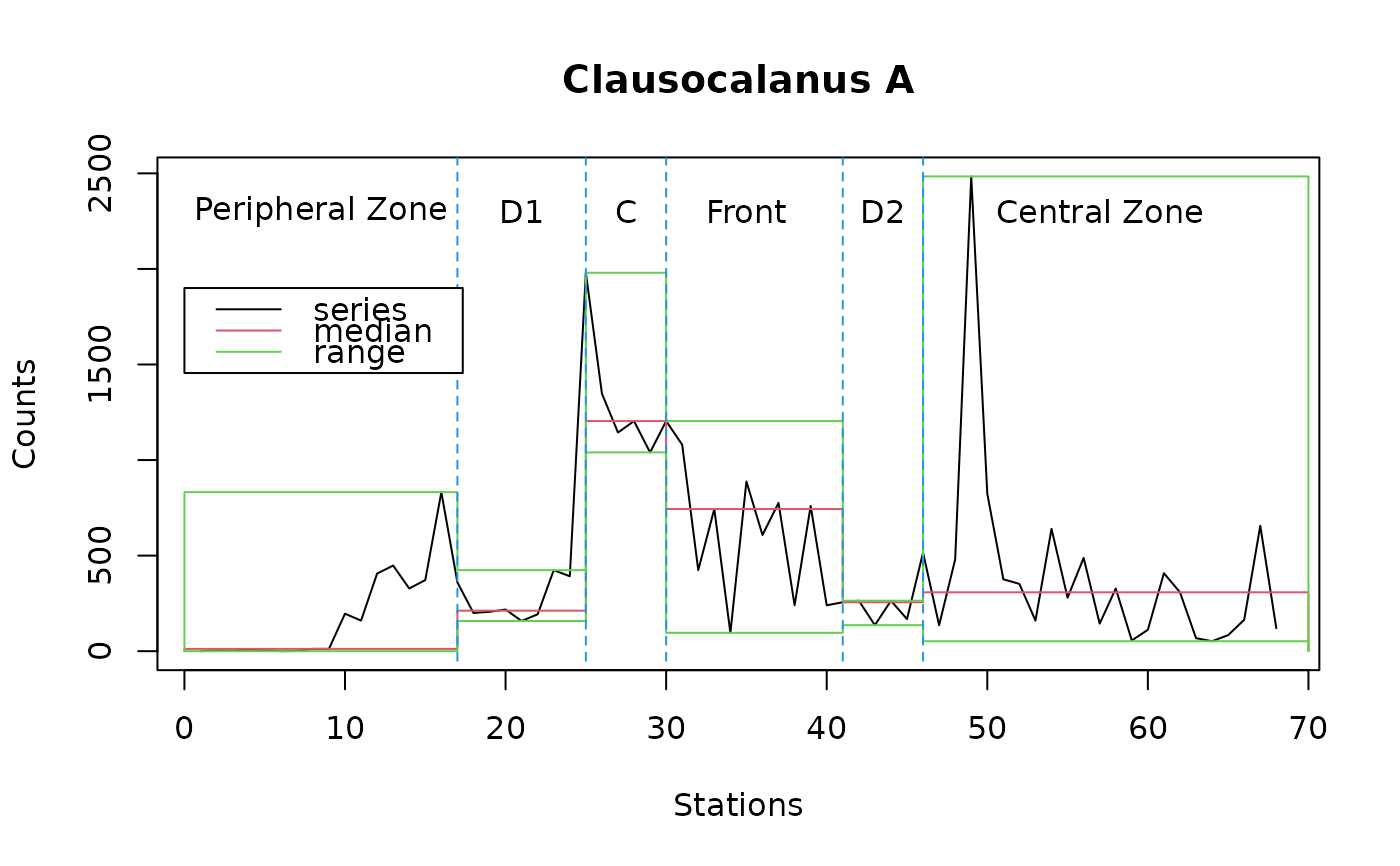 Clausocalanus A
Peripheral Zone D1 C Front D2 Central Zone
series
median
range
Counts
0 500 1500 2500
0 10 20 30 40 50 60 70
Stations